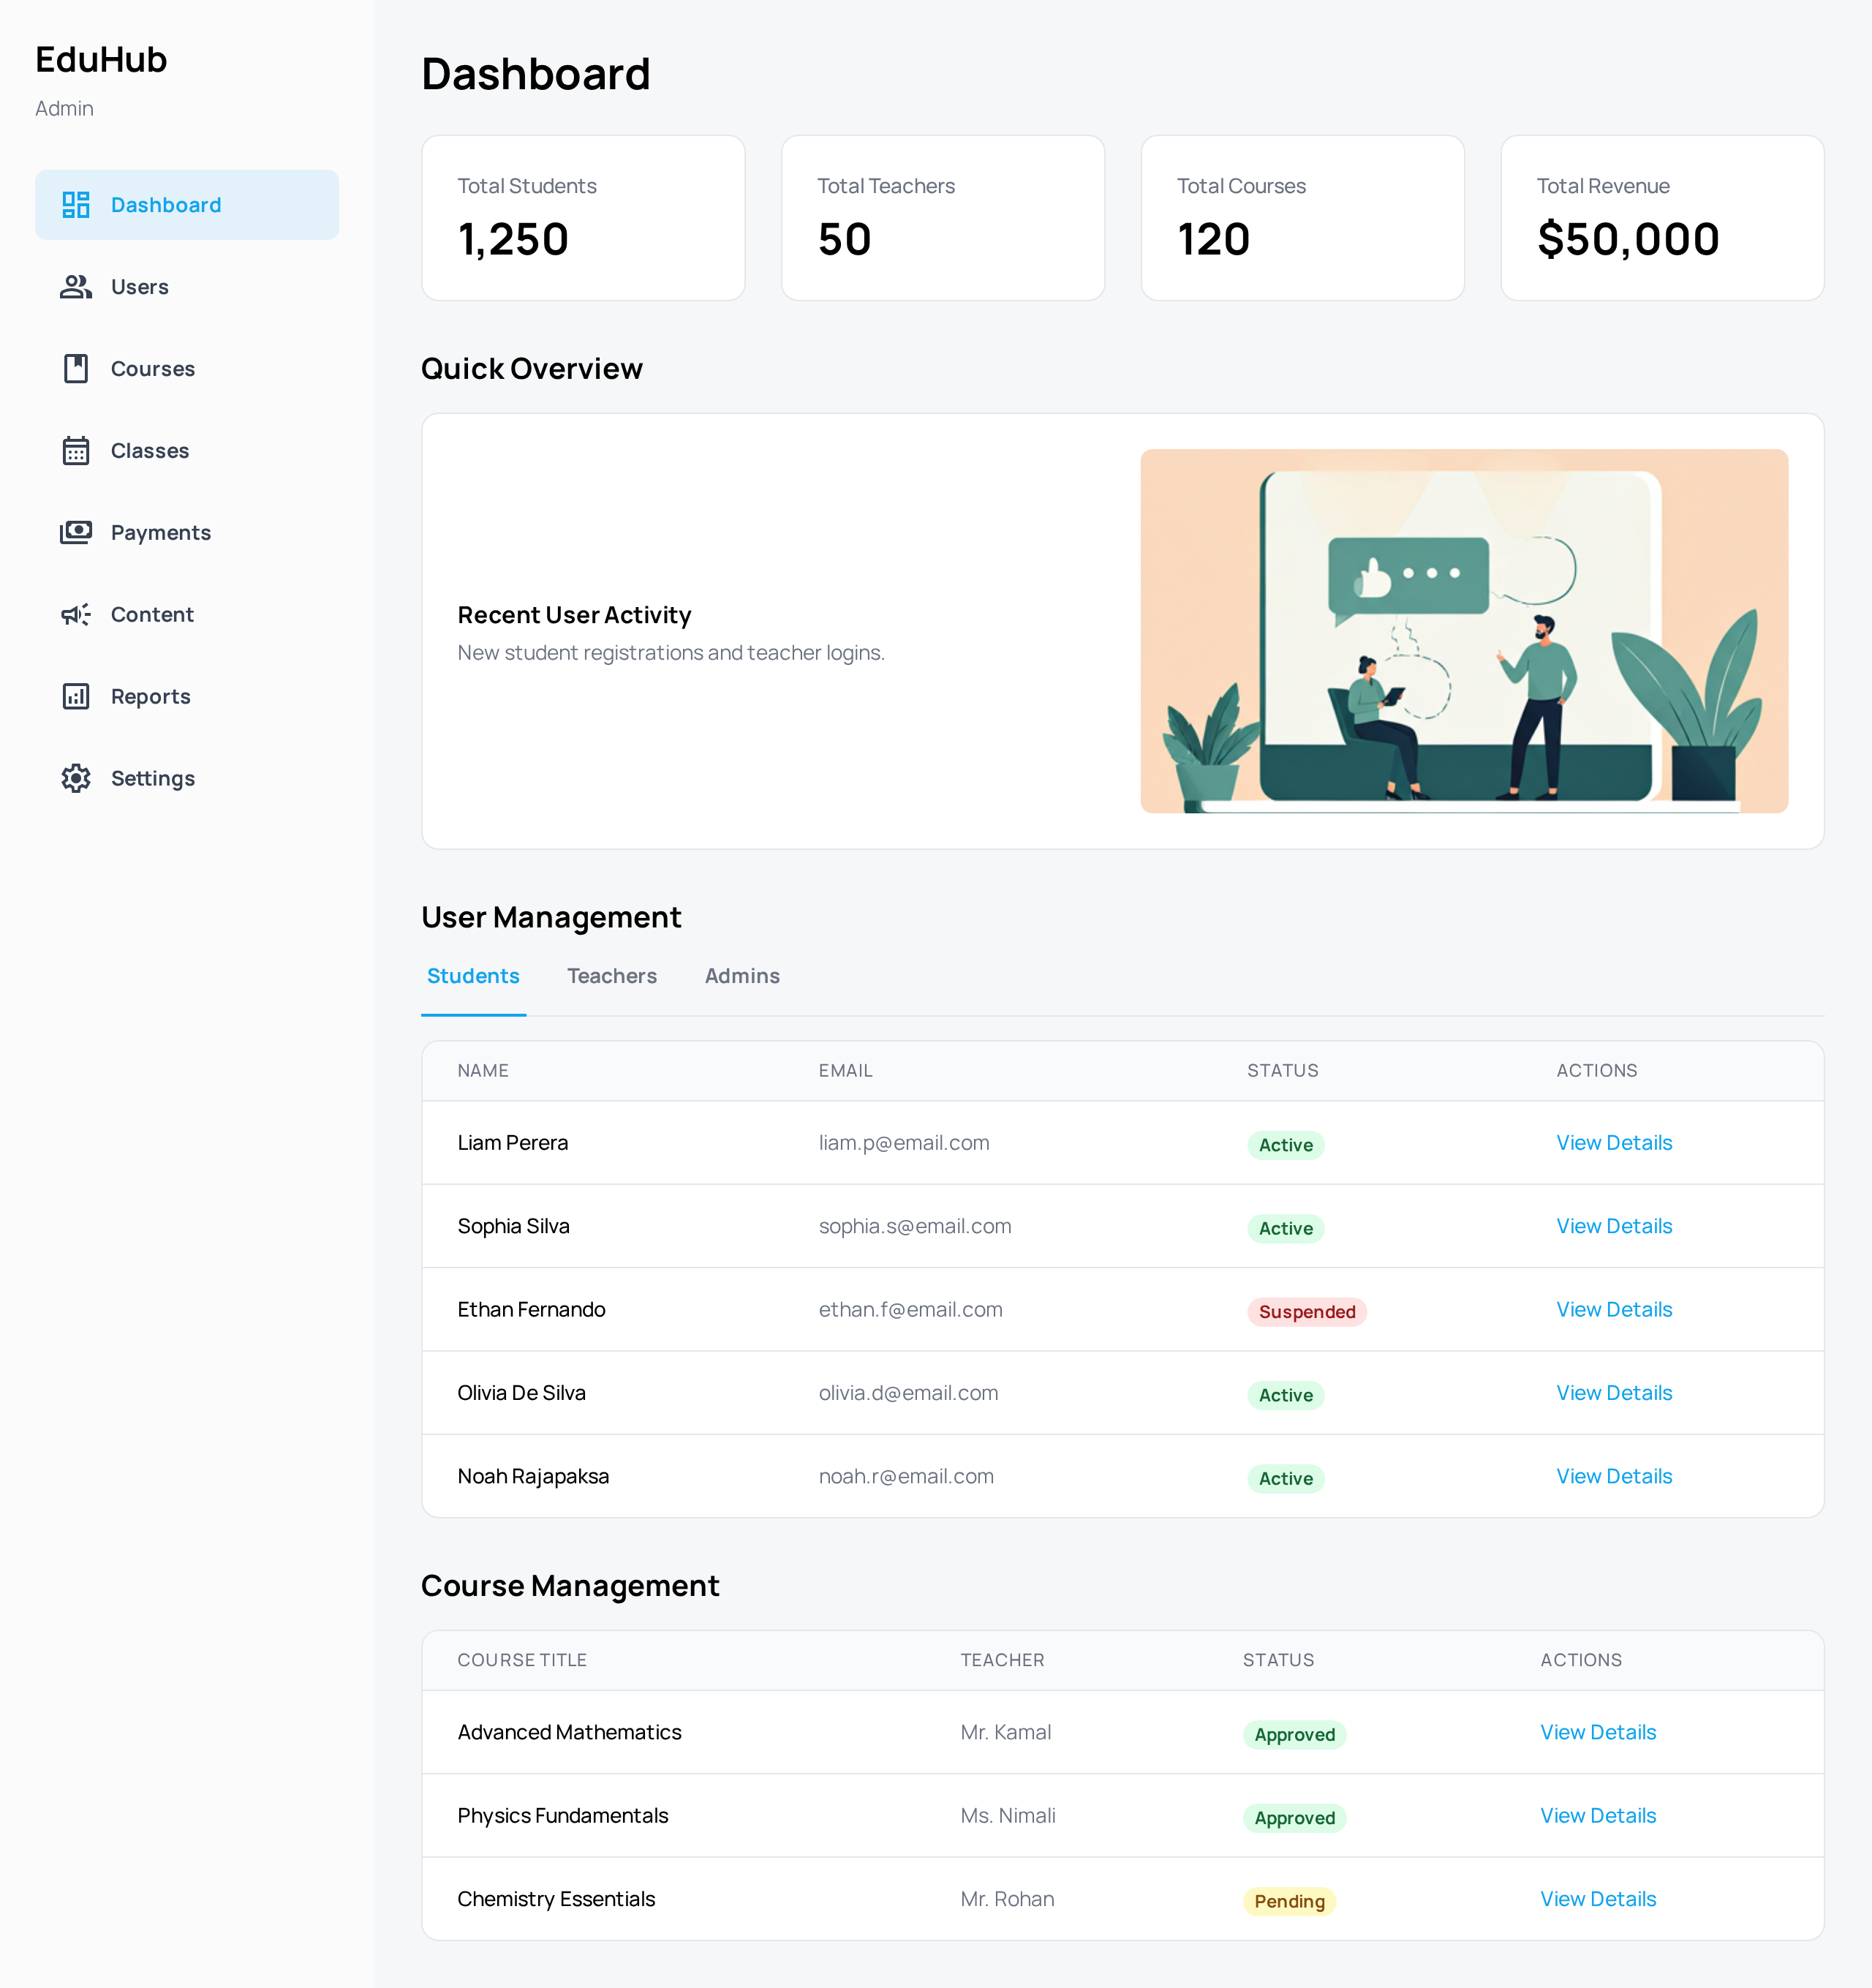 EduHub
Admin
Dashboard
Users
Courses
Classes
Payments
Content
Reports
Settings
Dashboard
Total Students
1,250
Total Teachers
50
Total Courses
120
Total Revenue
$50,000
Quick Overview
Recent User Activity
New student registrations and teacher logins.
User Management
Students Teachers Admins
NAME EMAIL STATUS ACTIONS
Liam Perera liam.p@email.com Active View Details
Sophia Silva sophia.s@email.com Active View Details
Ethan Fernando ethan.f@email.com Suspended View Details
Olivia De Silva olivia.d@email.com Active View Details
Noah Rajapaksa noah.r@email.com Active View Details
Course Management
COURSE TITLE TEACHER STATUS ACTIONS
Advanced Mathematics Mr. Kamal Approved View Details
Physics Fundamentals Ms. Nimali Approved View Details
Chemistry Essentials Mr. Rohan Pending View Details